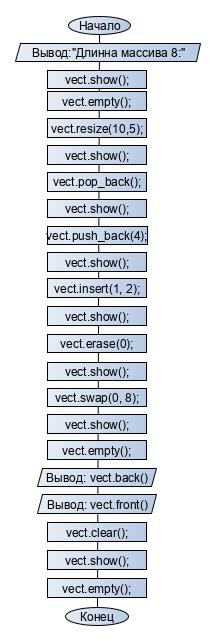 Начало
Вывод:"Длинна массива 8:"
vect.show();
vect.empty();
vect.resize(10,5);
vect.show();
vect.pop_back();
vect.show();
vect.push_back(4);
vect.show();
vect.insert(1, 2);
vect.show();
vect.erase(0);
vect.show();
vect.swap(0, 8);
vect.show();
vect.empty();
Вывод: vect.back()
Вывод: vect.front()
vect.clear();
vect.show();
vect.empty();
Конец